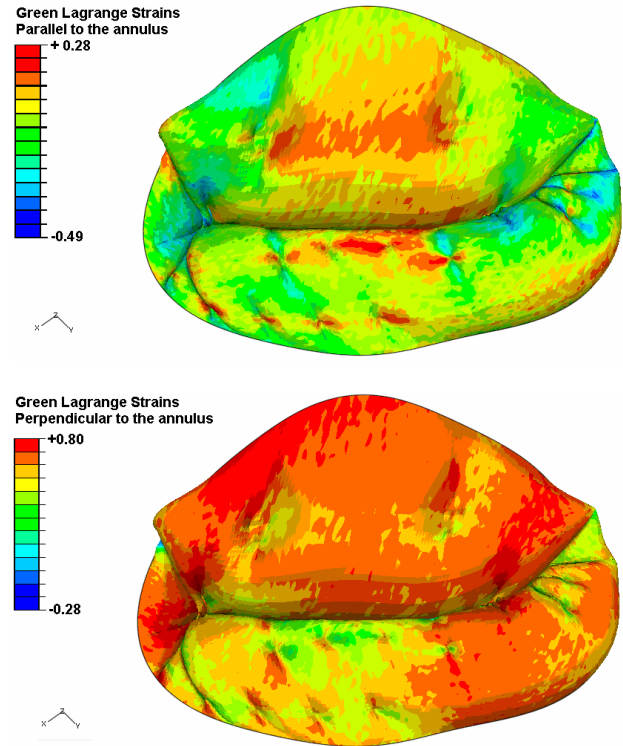 Green Lagrange Strains
Parallel to the annulus
+ 0.28
-0.49
Z
X
Y
Green Lagrange Strains
Perpendicular to the annulus
+0.80
-0.28
Z
X
Y